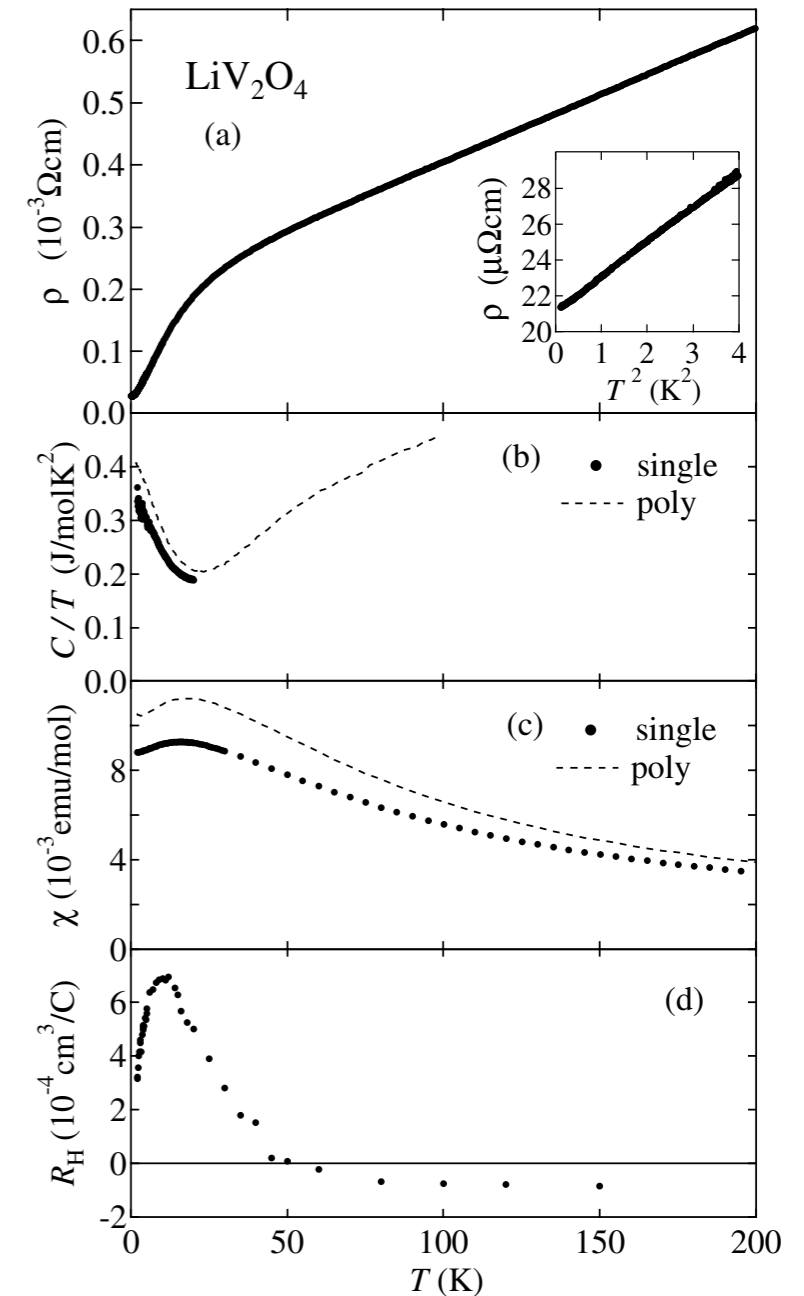 LiV₂O₄
(a)
ρ (10⁻³Ωcm)
0.6
0.5
0.4
0.3
0.2
0.1
0.0
ρ (μΩcm)
28
26
24
22
20
0 1 2 3 4
T ² (K²)
(b)
single
poly
C / T (J/molK²)
0.4
0.3
0.2
0.1
0.0
(c)
single
poly
χ (10⁻³emu/mol)
8
4
0
(d)
R_H (10⁻⁴ cm³/C)
6
4
2
0
-2
0 50 100 150 200
T (K)